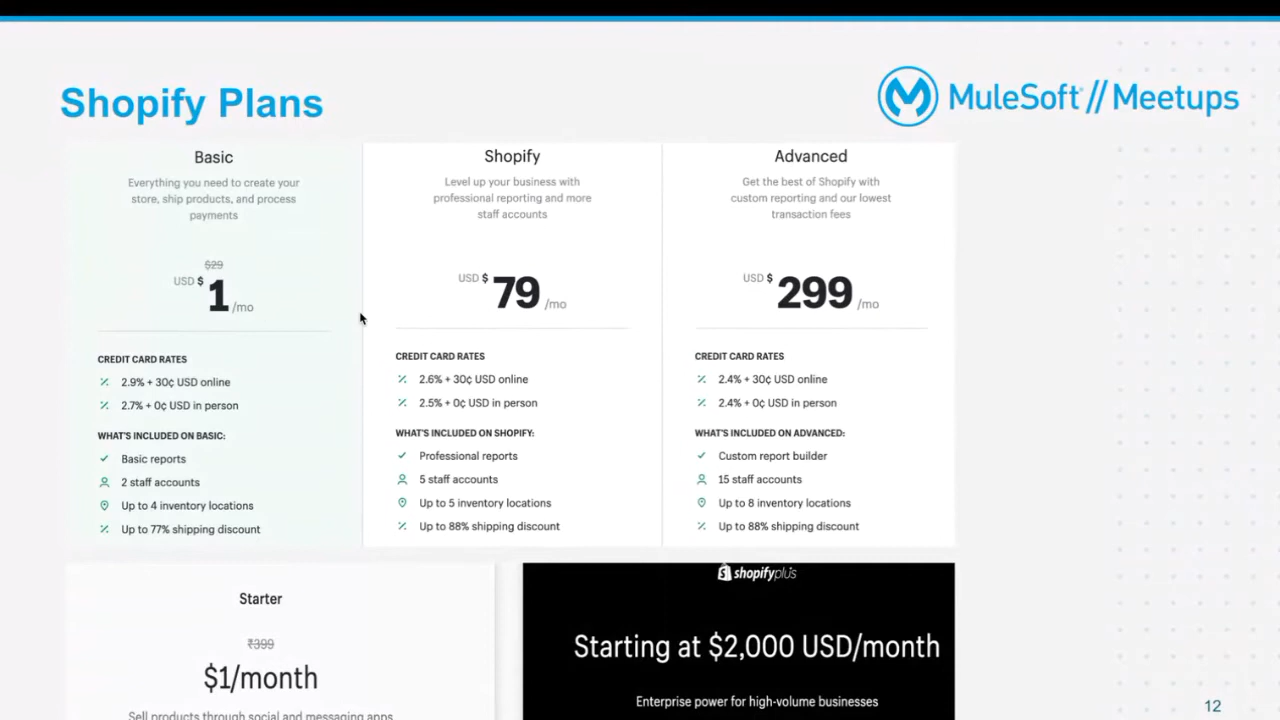 Shopify Plans
MuleSoft // Meetups
Basic
Everything you need to create your
store, ship products, and process
payments
$29
USD $ 1 /mo
CREDIT CARD RATES
2.9% + 30¢ USD online
2.7% + 0¢ USD in person
WHAT'S INCLUDED ON BASIC:
Basic reports
2 staff accounts
Up to 4 inventory locations
Up to 77% shipping discount
Shopify
Level up your business with
professional reporting and more
staff accounts
USD $ 79 /mo
CREDIT CARD RATES
2.6% + 30¢ USD online
2.5% + 0¢ USD in person
WHAT'S INCLUDED ON SHOPIFY:
Professional reports
5 staff accounts
Up to 5 inventory locations
Up to 88% shipping discount
Advanced
Get the best of Shopify with
custom reporting and our lowest
transaction fees
USD $ 299 /mo
CREDIT CARD RATES
2.4% + 30¢ USD online
2.4% + 0¢ USD in person
WHAT'S INCLUDED ON ADVANCED:
Custom report builder
15 staff accounts
Up to 8 inventory locations
Up to 88% shipping discount
Starter
₹399
$1/month
Sell products through social and messaging apps
shopifyplus
Starting at $2,000 USD/month
Enterprise power for high-volume businesses
12